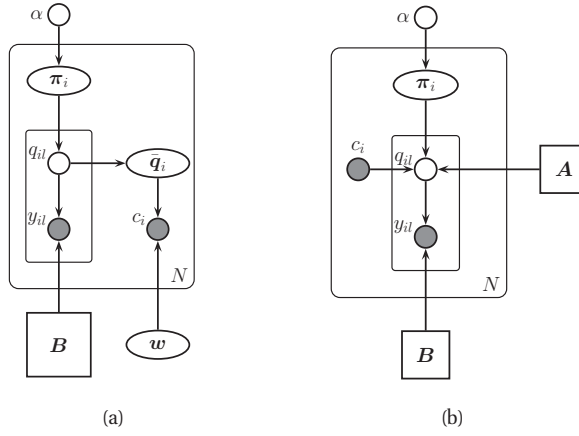 α
π_i
q_il
q̄_i
y_il
c_i
N
B
w
(a)
α
π_i
c_i
q_il
A
y_il
N
B
(b)